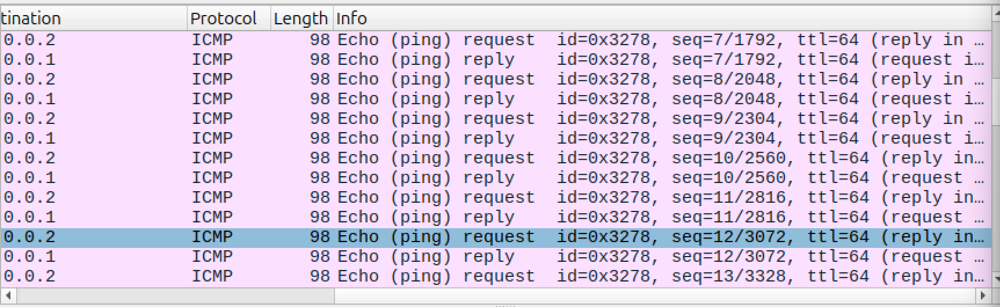 tination Protocol Length Info
0.0.2 ICMP 98 Echo (ping) request id=0x3278, seq=7/1792, ttl=64 (reply in …
0.0.1 ICMP 98 Echo (ping) reply id=0x3278, seq=7/1792, ttl=64 (request i…
0.0.2 ICMP 98 Echo (ping) request id=0x3278, seq=8/2048, ttl=64 (reply in …
0.0.1 ICMP 98 Echo (ping) reply id=0x3278, seq=8/2048, ttl=64 (request i…
0.0.2 ICMP 98 Echo (ping) request id=0x3278, seq=9/2304, ttl=64 (reply in …
0.0.1 ICMP 98 Echo (ping) reply id=0x3278, seq=9/2304, ttl=64 (request i…
0.0.2 ICMP 98 Echo (ping) request id=0x3278, seq=10/2560, ttl=64 (reply in…
0.0.1 ICMP 98 Echo (ping) reply id=0x3278, seq=10/2560, ttl=64 (request …
0.0.2 ICMP 98 Echo (ping) request id=0x3278, seq=11/2816, ttl=64 (reply in…
0.0.1 ICMP 98 Echo (ping) reply id=0x3278, seq=11/2816, ttl=64 (request …
0.0.2 ICMP 98 Echo (ping) request id=0x3278, seq=12/3072, ttl=64 (reply in…
0.0.1 ICMP 98 Echo (ping) reply id=0x3278, seq=12/3072, ttl=64 (request …
0.0.2 ICMP 98 Echo (ping) request id=0x3278, seq=13/3328, ttl=64 (reply in…